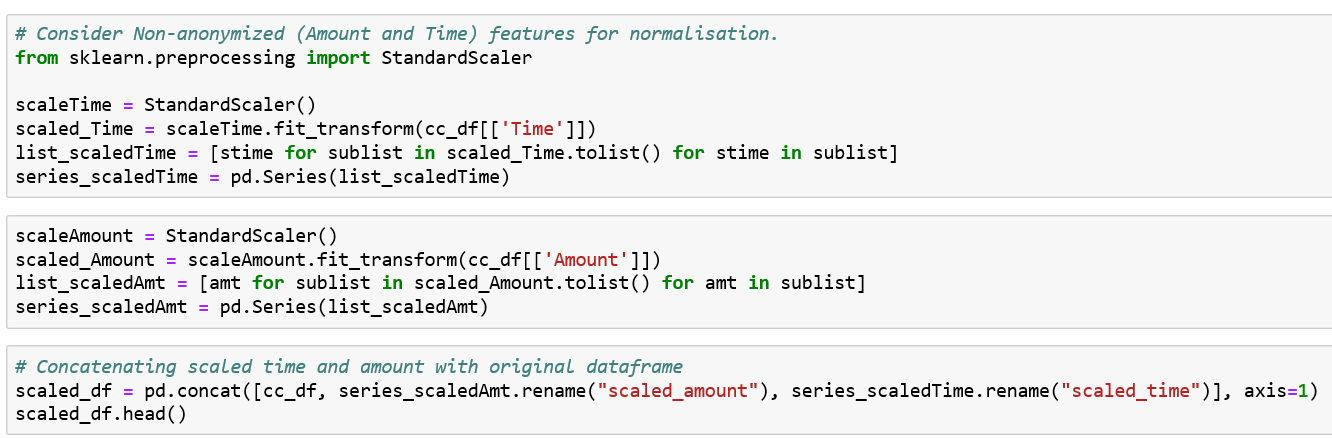 # Consider Non-anonymized (Amount and Time) features for normalisation.
from sklearn.preprocessing import StandardScaler
scaleTime = StandardScaler()
scaled_Time = scaleTime.fit_transform(cc_df[['Time']])
list_scaledTime = [stime for sublist in scaled_Time.tolist() for stime in sublist]
series_scaledTime = pd.Series(list_scaledTime)
scaleAmount = StandardScaler()
scaled_Amount = scaleAmount.fit_transform(cc_df[['Amount']])
list_scaledAmt = [amt for sublist in scaled_Amount.tolist() for amt in sublist]
series_scaledAmt = pd.Series(list_scaledAmt)
# Concatenating scaled time and amount with original dataframe
scaled_df = pd.concat([cc_df, series_scaledAmt.rename("scaled_amount"), series_scaledTime.rename("scaled_time")], axis=1)
scaled_df.head()